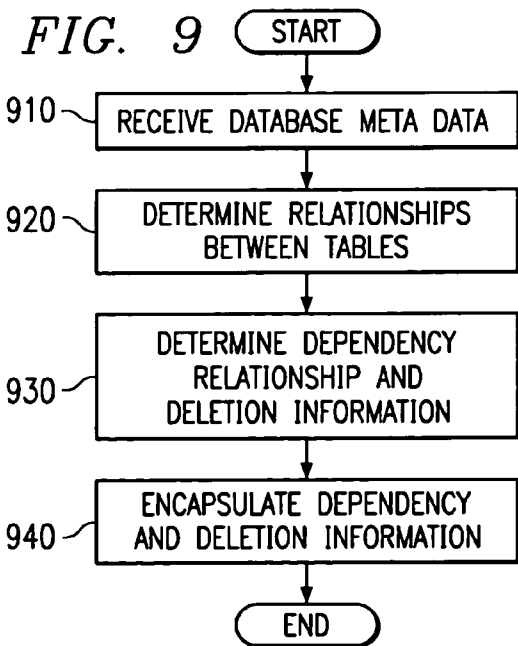 FIG. 9
START
910
RECEIVE DATABASE META DATA
920
DETERMINE RELATIONSHIPS
BETWEEN TABLES
930
DETERMINE DEPENDENCY
RELATIONSHIP AND
DELETION INFORMATION
940
ENCAPSULATE DEPENDENCY
AND DELETION INFORMATION
END